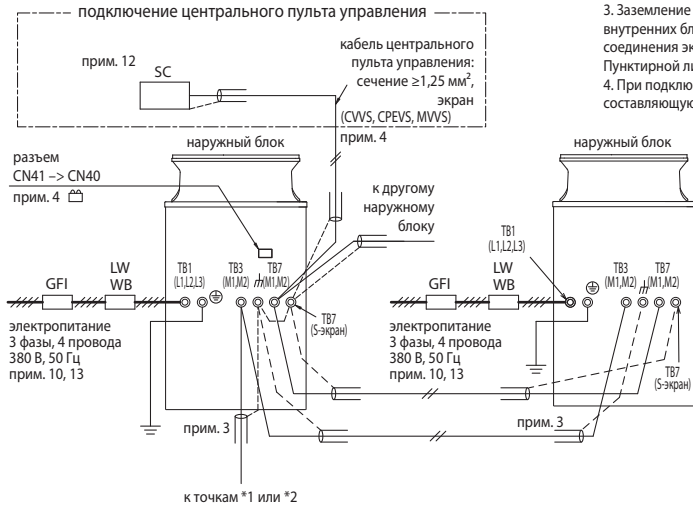 подключение центрального пульта управления
прим. 12
SC
кабель центрального
пульта управления:
сечение ≥1,25 мм²,
экран
(CVVS, CPEVS, MVVS)
прим. 4
3. Заземление
внутренних бл
соединения эк
Пунктирной ли
4. При подклю
составляющую
наружный блок
разъем
CN41 –> CN40
прим. 4
к другому
наружному
блоку
GFI
LW
WB
TB1
(L1,L2,L3)
TB3
(M1,M2)
TB7
(M1,M2)
TB7
(S-экран)
электропитание
3 фазы, 4 провода
380 В, 50 Гц
прим. 10, 13
прим. 3
к точкам *1 или *2
наружный блок
TB1
(L1,L2,L3)
GFI
LW
WB
TB3
(M1,M2)
TB7
(M1,M2)
TB7
(S-экран)
электропитание
3 фазы, 4 провода
380 В, 50 Гц
прим. 10, 13
прим. 3